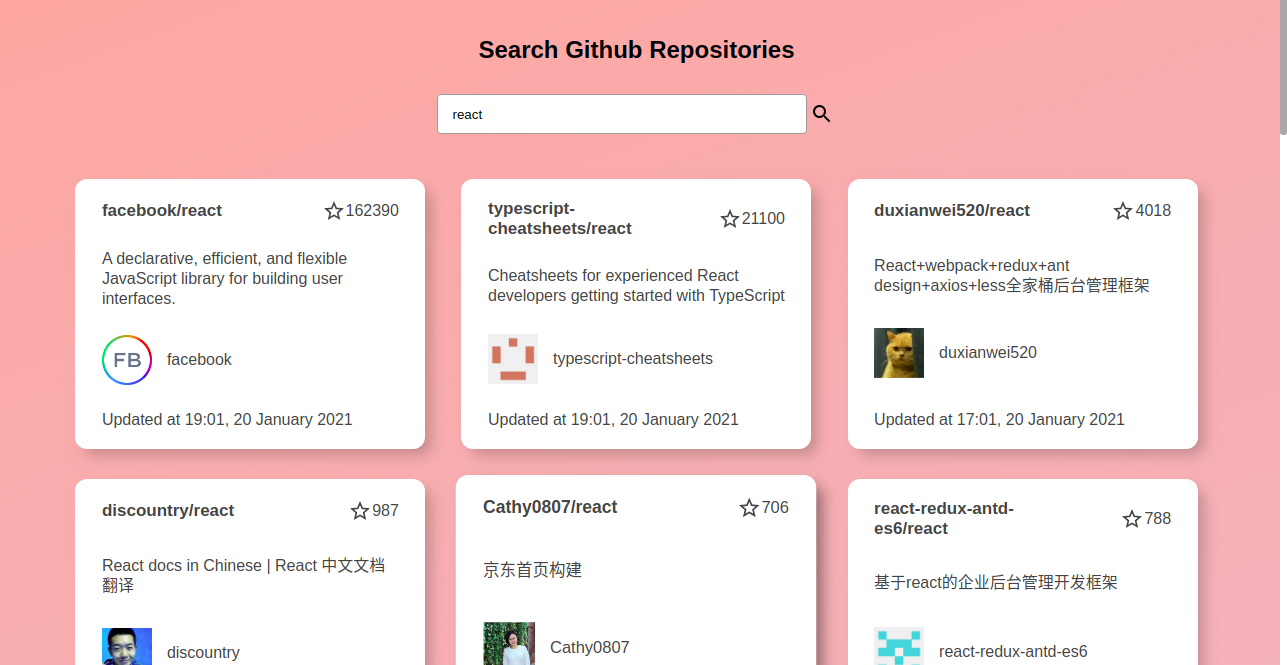 Search Github Repositories
react
facebook/react
162390
A declarative, efficient, and flexible
JavaScript library for building user
interfaces.
FB
facebook
Updated at 19:01, 20 January 2021
typescript-
cheatsheets/react
21100
Cheatsheets for experienced React
developers getting started with TypeScript
typescript-cheatsheets
Updated at 19:01, 20 January 2021
duxianwei520/react
4018
React+webpack+redux+ant
design+axios+less全家桶后台管理框架
duxianwei520
Updated at 17:01, 20 January 2021
discountry/react
987
React docs in Chinese | React 中文文档
翻译
discountry
Cathy0807/react
706
京东首页构建
Cathy0807
react-redux-antd-
es6/react
788
基于react的企业后台管理开发框架
react-redux-antd-es6